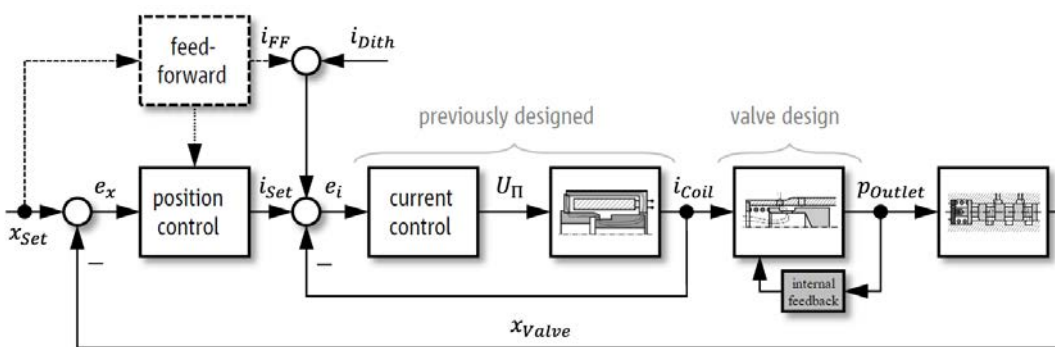 feed-
forward
i_FF
i_Dith
previously designed
valve design
x_Set
e_x
position
control
i_Set
e_i
current
control
U_Π
i_Coil
p_Outlet
internal
feedback
−
−
x_Valve